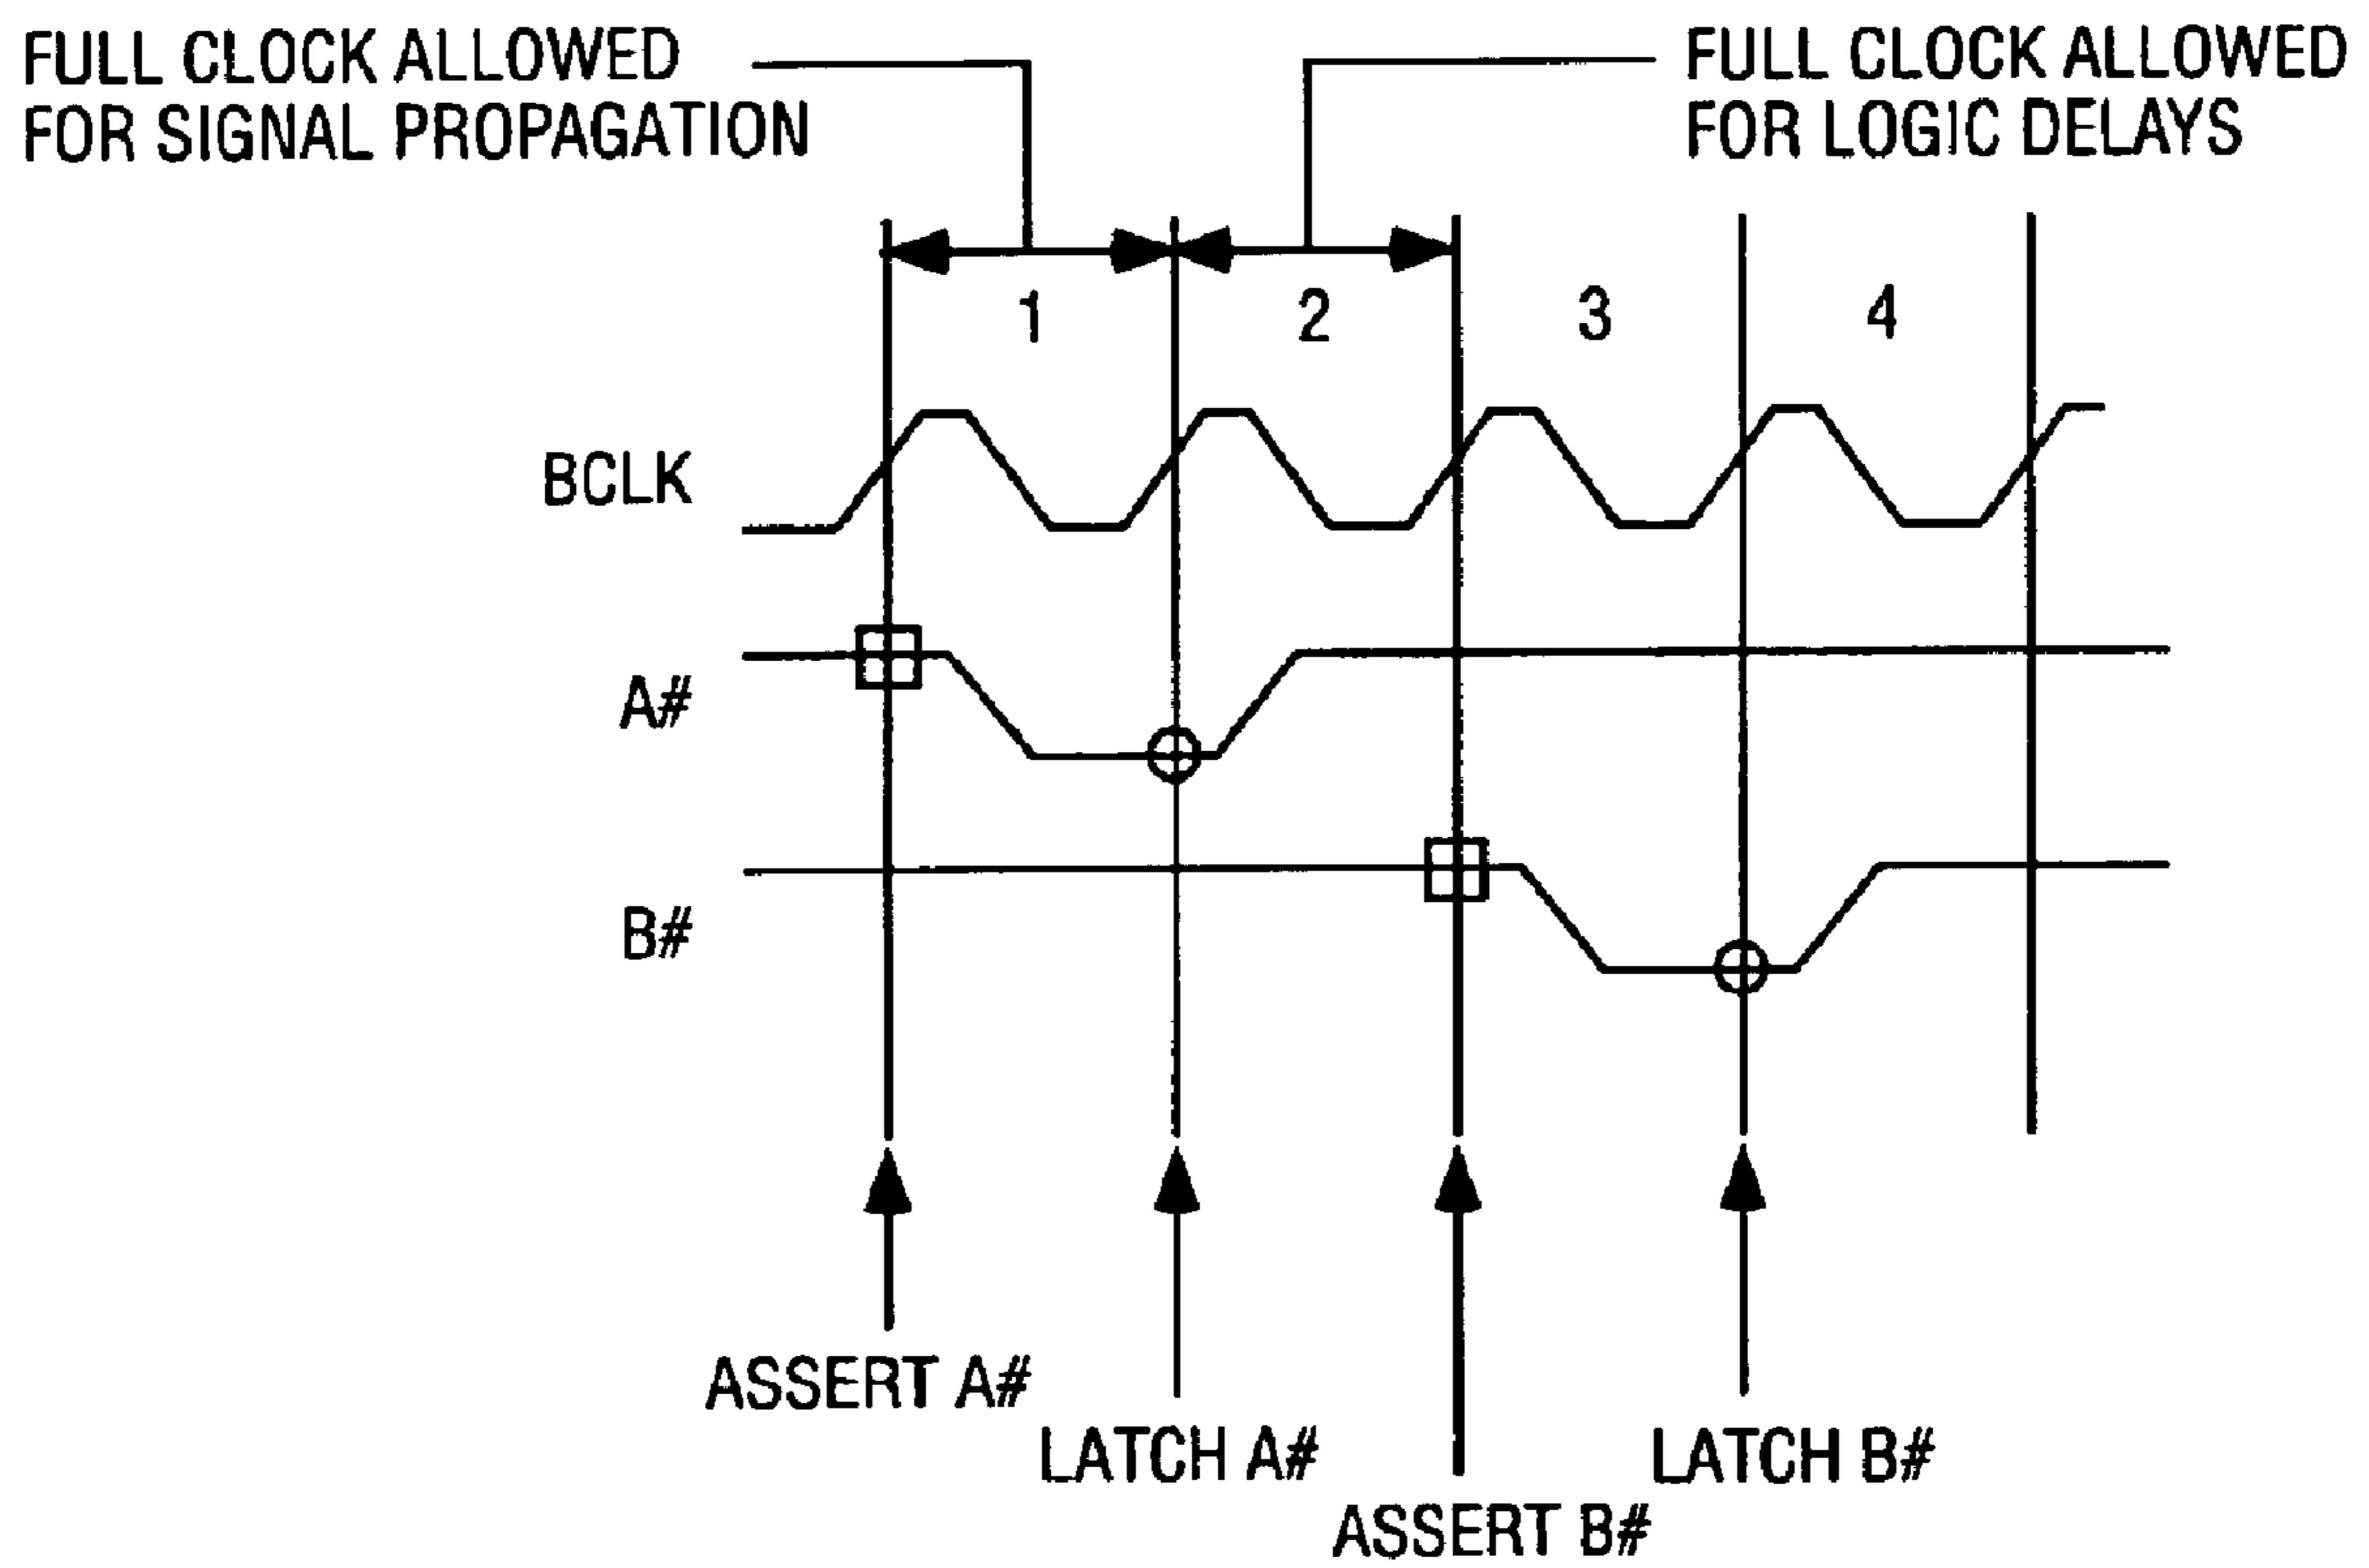 FULL CLOCK ALLOWED
FOR SIGNAL PROPAGATION
FULL CLOCK ALLOWED
FOR LOGIC DELAYS
1 2 3 4
BCLK
A#
B#
ASSERT A#
LATCH A#
LATCH B#
ASSERT B#